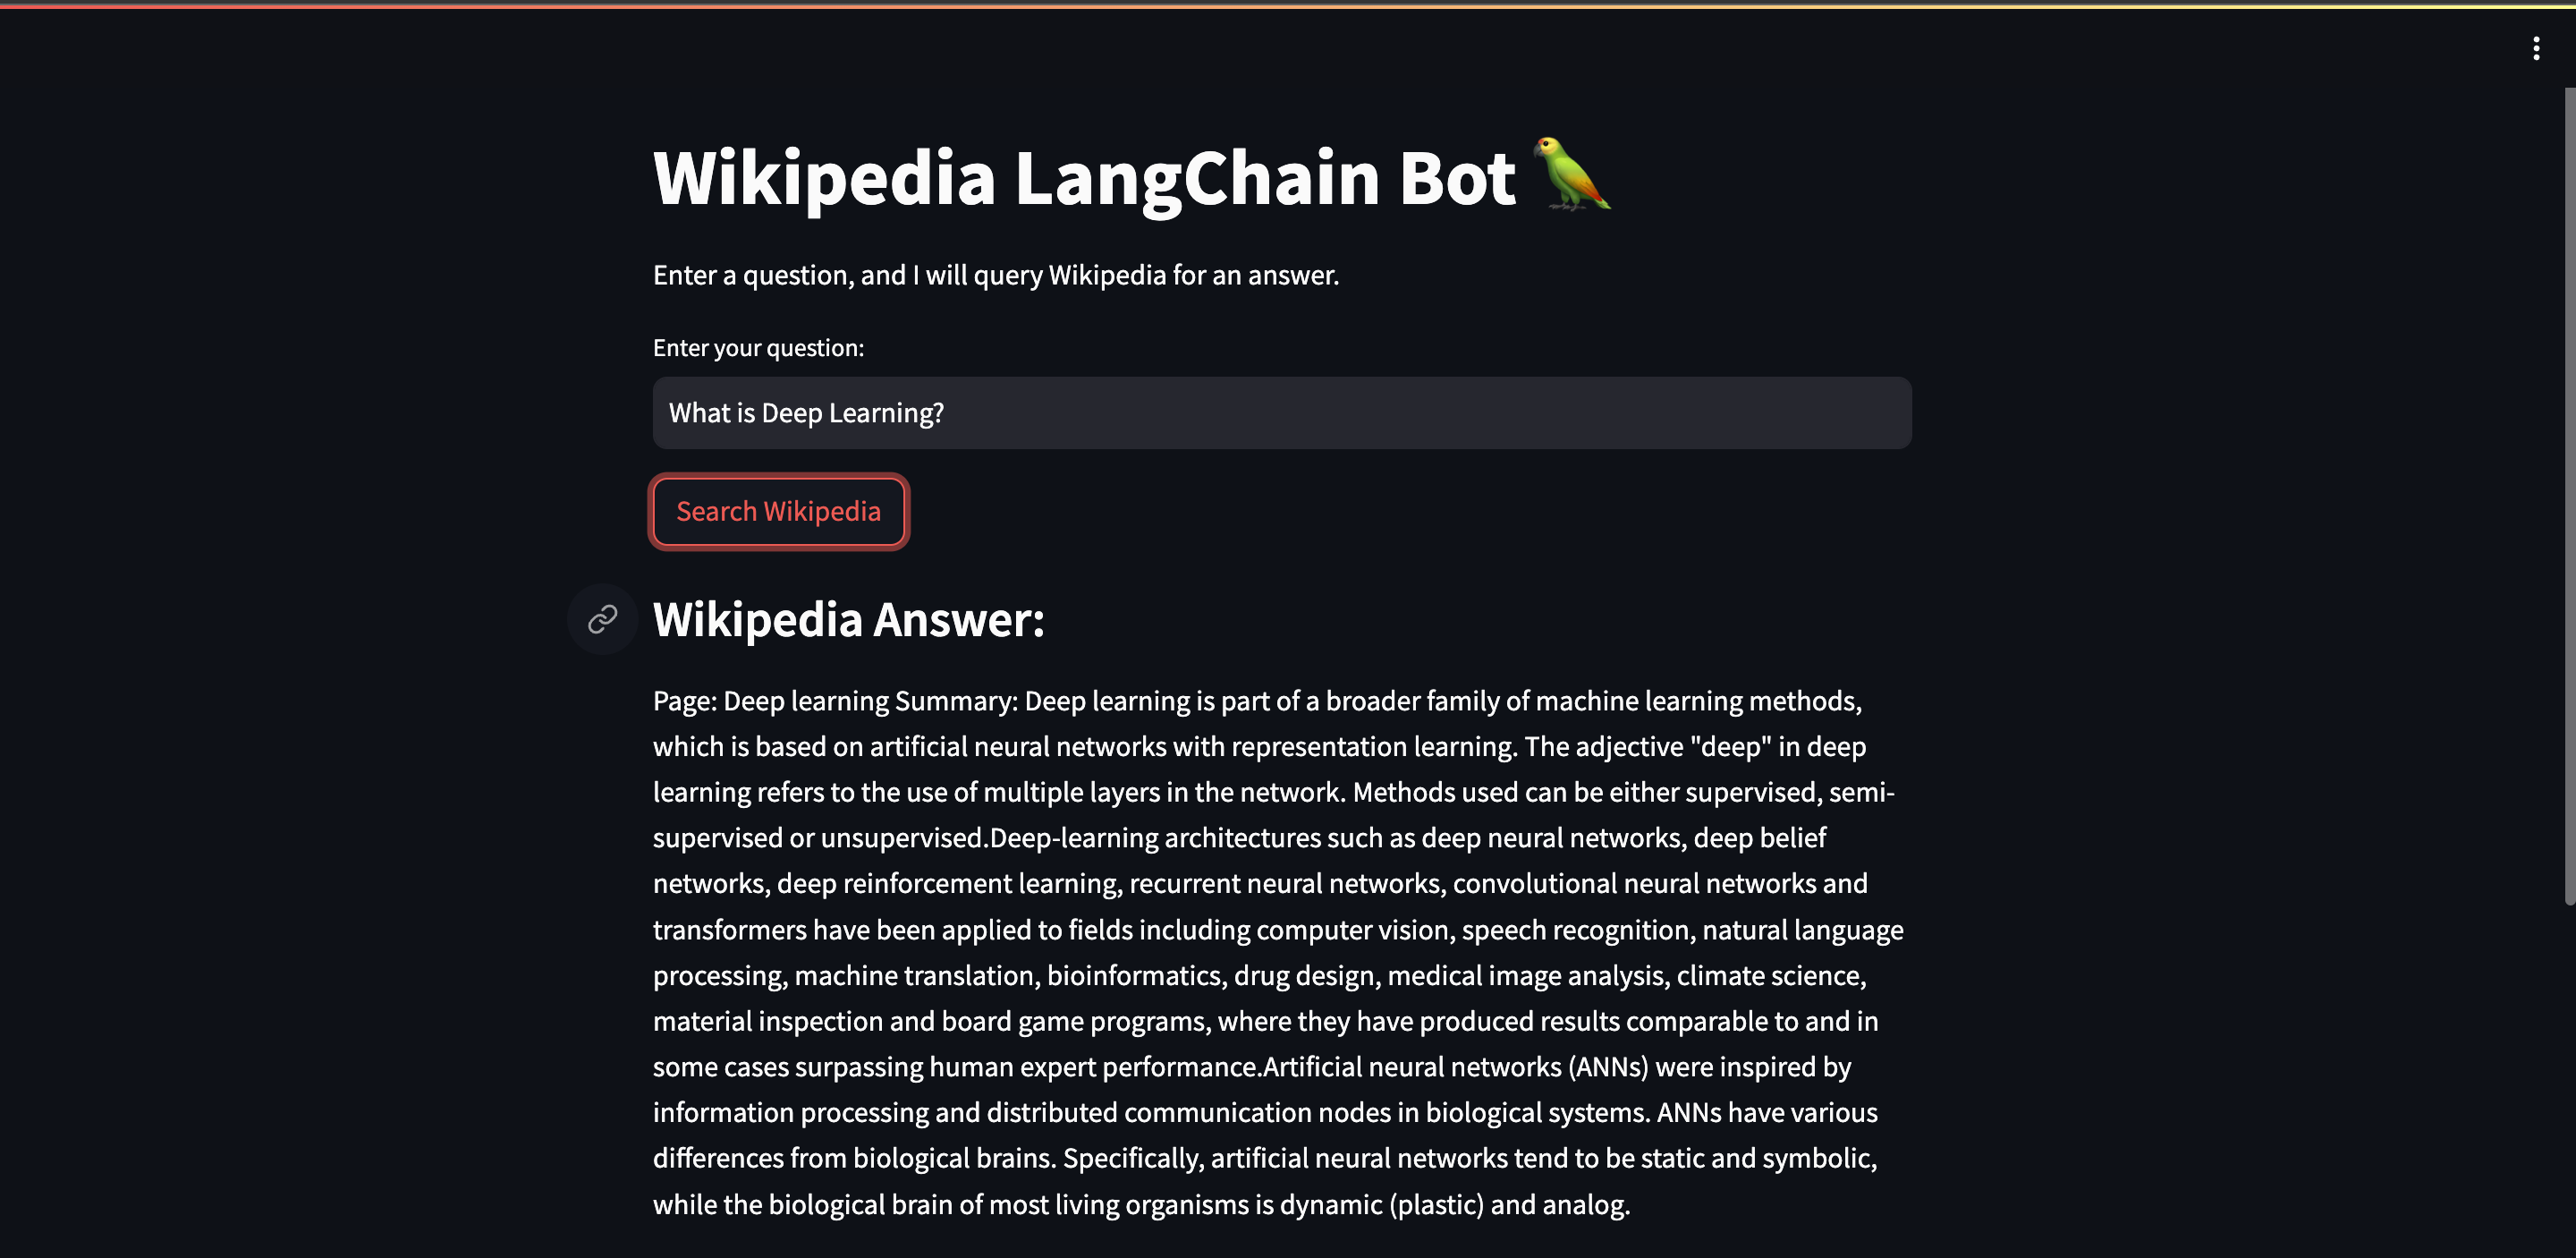 Wikipedia LangChain Bot
Enter a question, and I will query Wikipedia for an answer.
Enter your question:
What is Deep Learning?
Search Wikipedia
Wikipedia Answer:
Page: Deep learning Summary: Deep learning is part of a broader family of machine learning methods,
which is based on artificial neural networks with representation learning. The adjective "deep" in deep
learning refers to the use of multiple layers in the network. Methods used can be either supervised, semi-
supervised or unsupervised.Deep-learning architectures such as deep neural networks, deep belief
networks, deep reinforcement learning, recurrent neural networks, convolutional neural networks and
transformers have been applied to fields including computer vision, speech recognition, natural language
processing, machine translation, bioinformatics, drug design, medical image analysis, climate science,
material inspection and board game programs, where they have produced results comparable to and in
some cases surpassing human expert performance.Artificial neural networks (ANNs) were inspired by
information processing and distributed communication nodes in biological systems. ANNs have various
differences from biological brains. Specifically, artificial neural networks tend to be static and symbolic,
while the biological brain of most living organisms is dynamic (plastic) and analog.